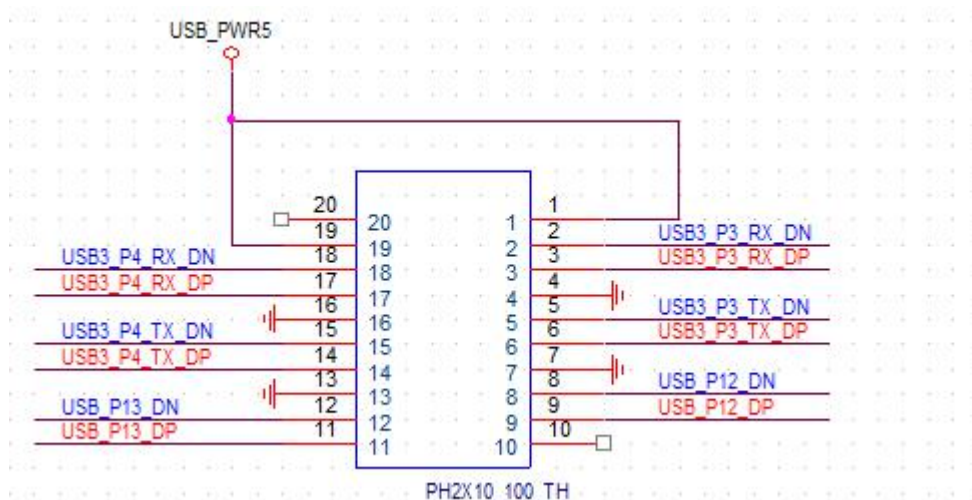 USB_PWR5
20 20 1 1
19 19 2 2 USB3_P3_RX_DN
USB3_P4_RX_DN 18 18 3 3 USB3_P3_RX_DP
USB3_P4_RX_DP 17 17 4 4
16 16 5 5 USB3_P3_TX_DN
USB3_P4_TX_DN 15 15 6 6 USB3_P3_TX_DP
USB3_P4_TX_DP 14 14 7 7
13 13 8 8 USB_P12_DN
USB_P13_DN 12 12 9 9 USB_P12_DP
USB_P13_DP 11 11 10 10
PH2X10_100_TH